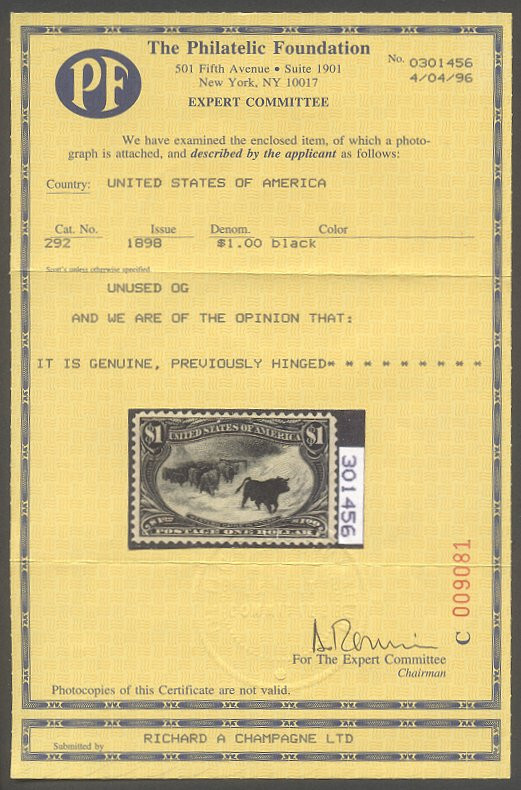 PF
The Philatelic Foundation
501 Fifth Avenue • Suite 1901
New York, NY 10017
EXPERT COMMITTEE
No. 0301456
4/04/96
We have examined the enclosed item, of which a photo-
graph is attached, and described by the applicant as follows:
Country: UNITED STATES OF AMERICA
Cat. No. Issue Denom. Color
292 1898 $1.00 black
Scott's unless otherwise specified
UNUSED OG
AND WE ARE OF THE OPINION THAT:
IT IS GENUINE, PREVIOUSLY HINGED* * * * * * * * *
$1 UNITED STATES OF AMERICA $1
POSTAGE ONE DOLLAR
301456
C 009081
For The Expert Committee
Chairman
Photocopies of this Certificate are not valid.
Submitted by RICHARD A CHAMPAGNE LTD